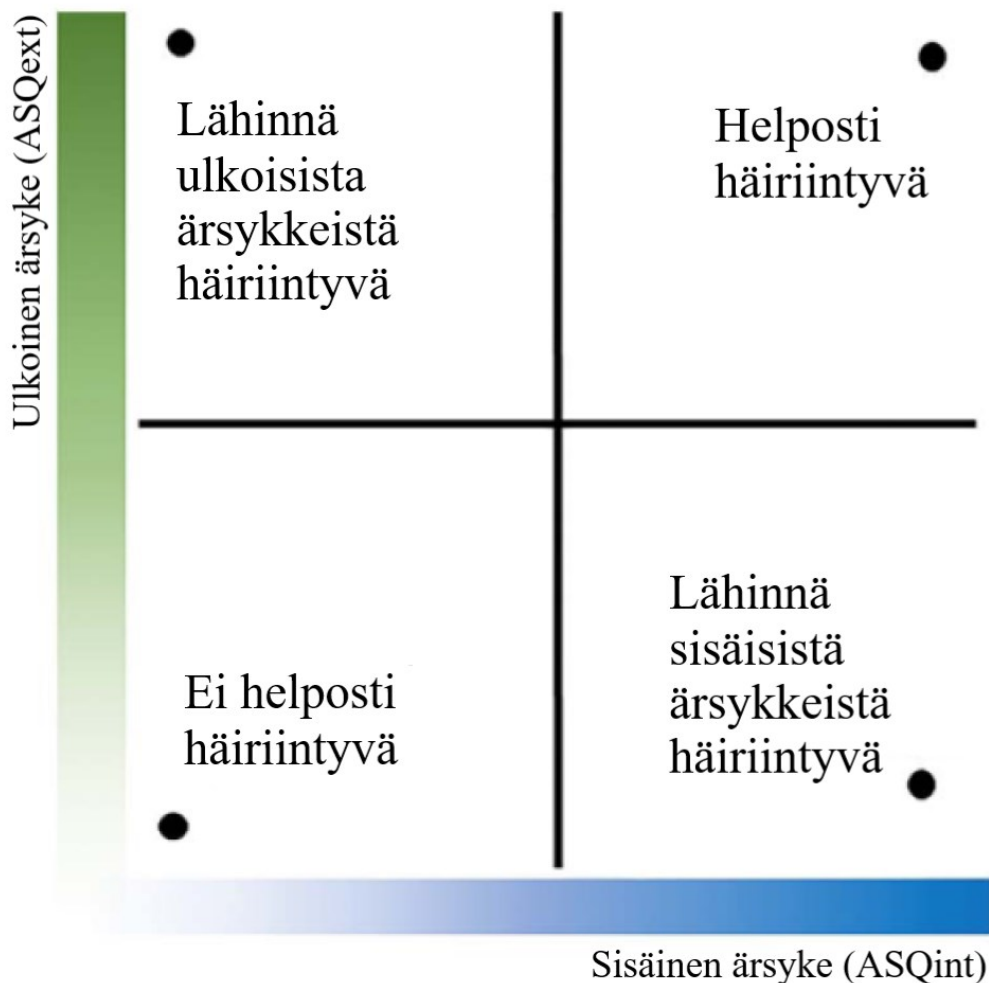 Ulkoinen ärsyke (ASQext)
Lähinnä
ulkoisista
ärsykkeistä
häiriintyvä
Helposti
häiriintyvä
Ei helposti
häiriintyvä
Lähinnä
sisäisistä
ärsykkeistä
häiriintyvä
Sisäinen ärsyke (ASQint)